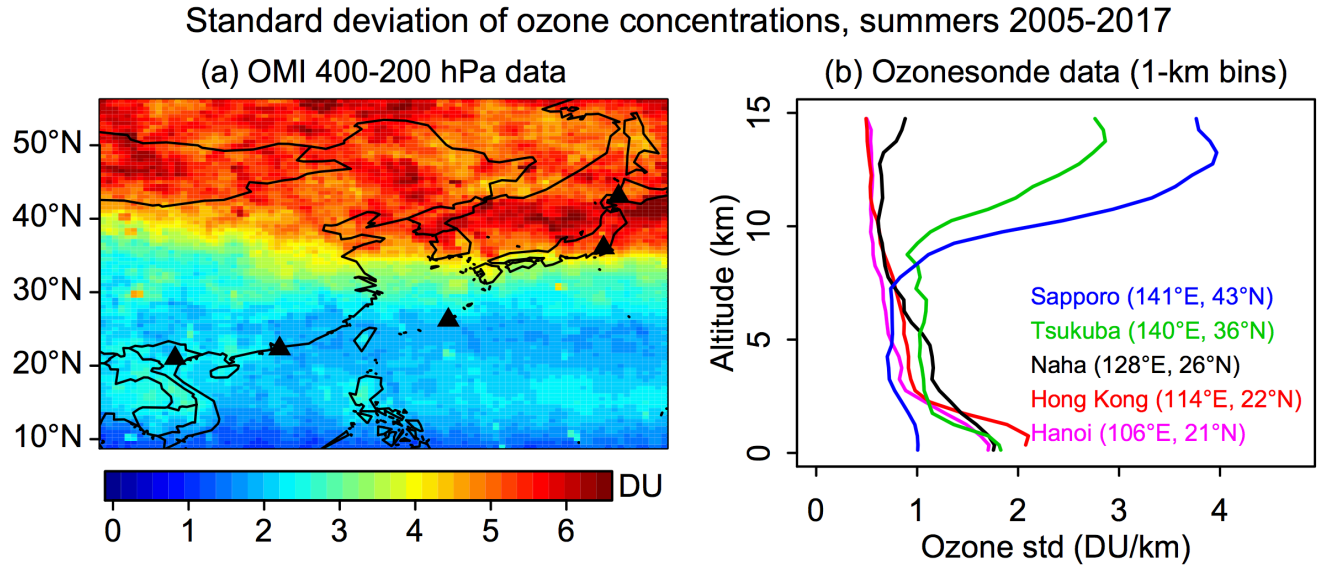 Standard deviation of ozone concentrations, summers 2005-2017
(a) OMI 400-200 hPa data
50°N
40°N
30°N
20°N
10°N
DU
0 1 2 3 4 5 6
(b) Ozonesonde data (1-km bins)
Altitude (km)
15
10
5
0
Sapporo (141°E, 43°N)
Tsukuba (140°E, 36°N)
Naha (128°E, 26°N)
Hong Kong (114°E, 22°N)
Hanoi (106°E, 21°N)
0 1 2 3 4
Ozone std (DU/km)